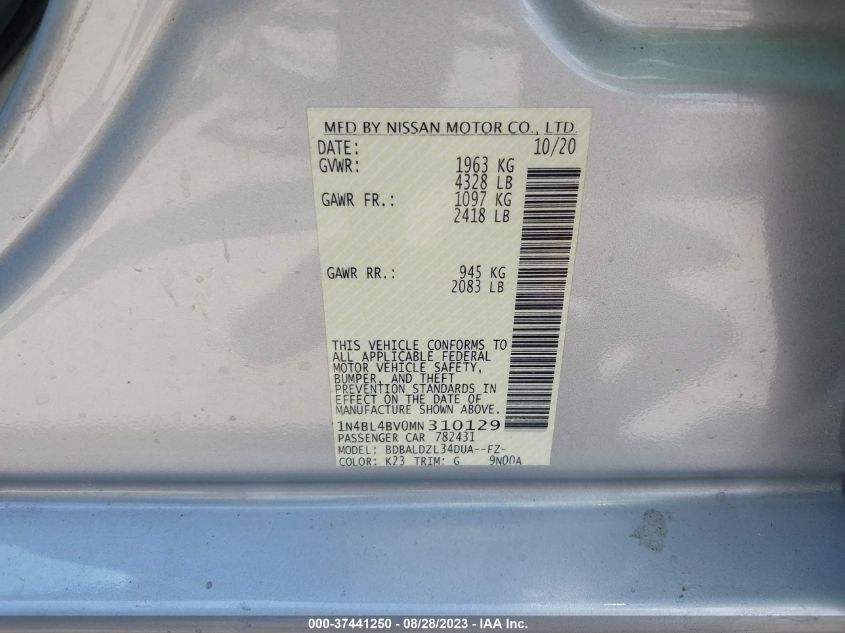 MFD BY NISSAN MOTOR CO., LTD.
DATE: 10/20
GVWR: 1963 KG
4328 LB
GAWR FR.: 1097 KG
2418 LB
GAWR RR.: 945 KG
2083 LB
THIS VEHICLE CONFORMS TO
ALL APPLICABLE FEDERAL
MOTOR VEHICLE SAFETY,
BUMPER, AND THEFT
PREVENTION STANDARDS IN
EFFECT ON THE DATE OF
MANUFACTURE SHOWN ABOVE.
1N4BL4BV0MN310129
PASSENGER CAR 782431
MODEL: BDBALDZL34DUA--FZ-
COLOR: K23 TRIM: G 9N00A
000-37441250 - 08/28/2023 - IAA Inc.